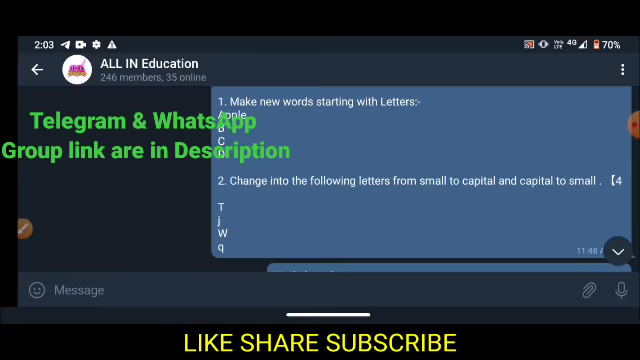 2:03
4G
70%
ALL IN Education
246 members, 35 online
1. Make new words starting with Letters:-
Apple
B
C
D
Telegram & WhatsApp
Group link are in Description
2. Change into the following letters from small to capital and capital to small . 【4
T
j
W
q
11:48
Message
LIKE SHARE SUBSCRIBE